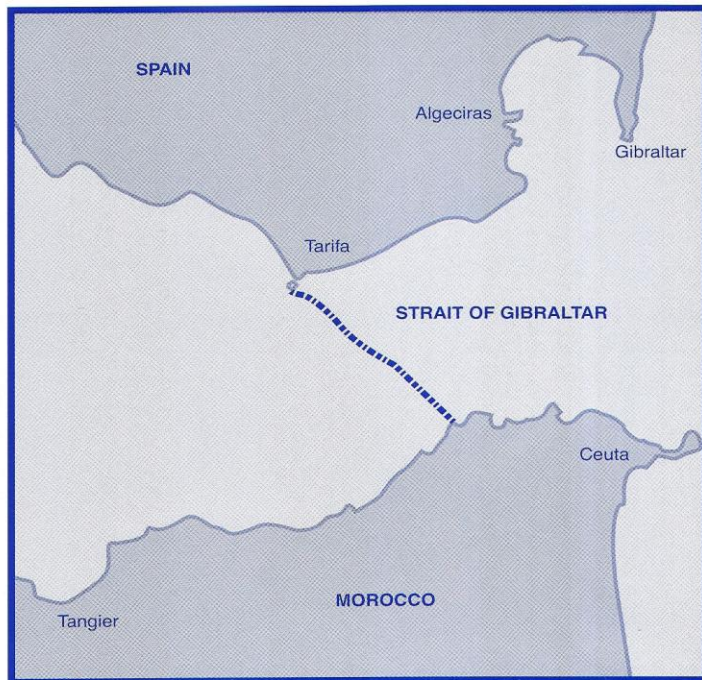 SPAIN
Algeciras
Gibraltar
Tarifa
STRAIT OF GIBRALTAR
Ceuta
MOROCCO
Tangier